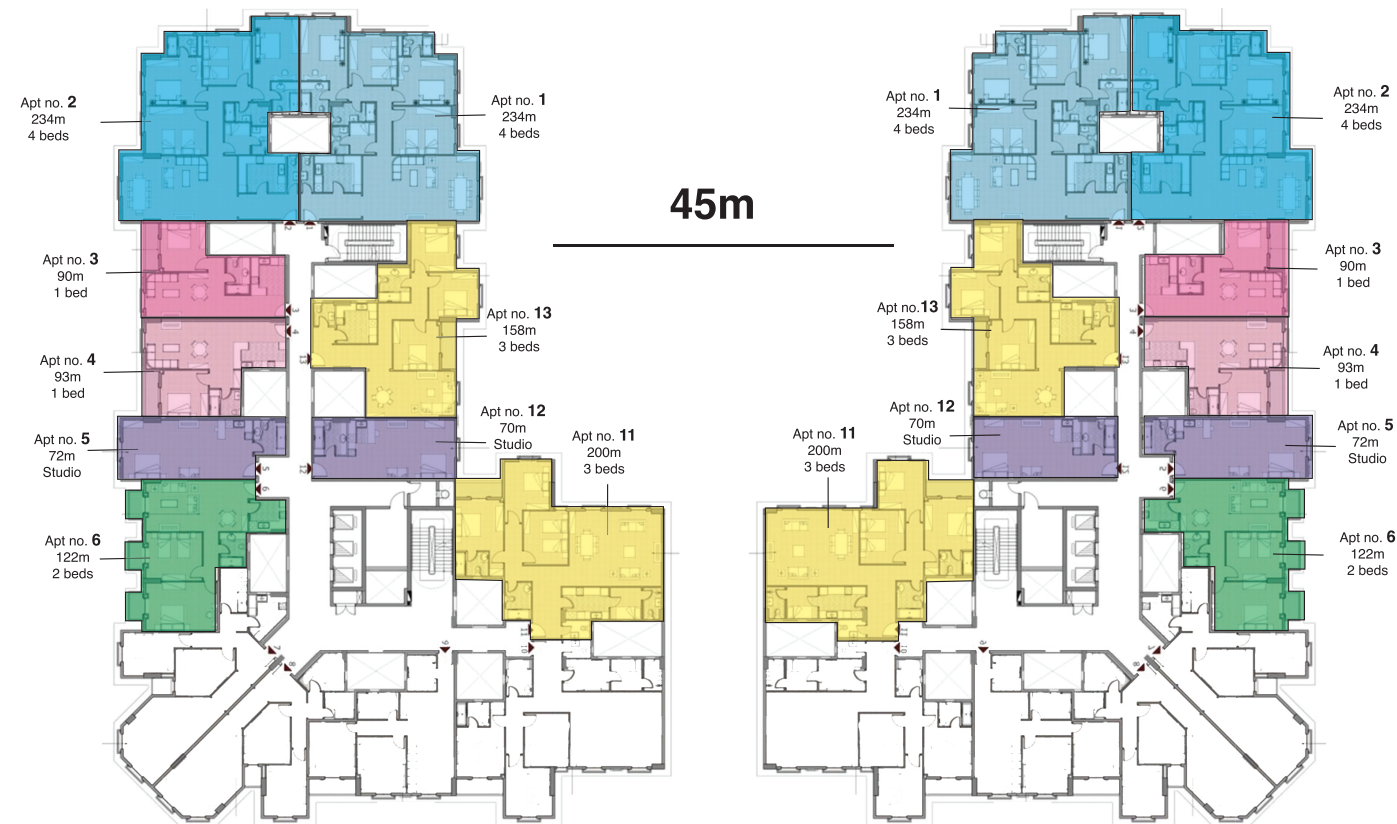 Apt no. 2
234m
4 beds
Apt no. 1
234m
4 beds
Apt no. 1
234m
4 beds
Apt no. 2
234m
4 beds
45m
Apt no. 3
90m
1 bed
Apt no. 13
158m
3 beds
Apt no.13
158m
3 beds
Apt no. 3
90m
1 bed
Apt no. 4
93m
1 bed
Apt no. 4
93m
1 bed
Apt no. 5
72m
Studio
Apt no. 12
70m
Studio
Apt no. 11
200m
3 beds
Apt no. 11
200m
3 beds
Apt no. 12
70m
Studio
Apt no. 5
72m
Studio
Apt no. 6
122m
2 beds
Apt no. 6
122m
2 beds